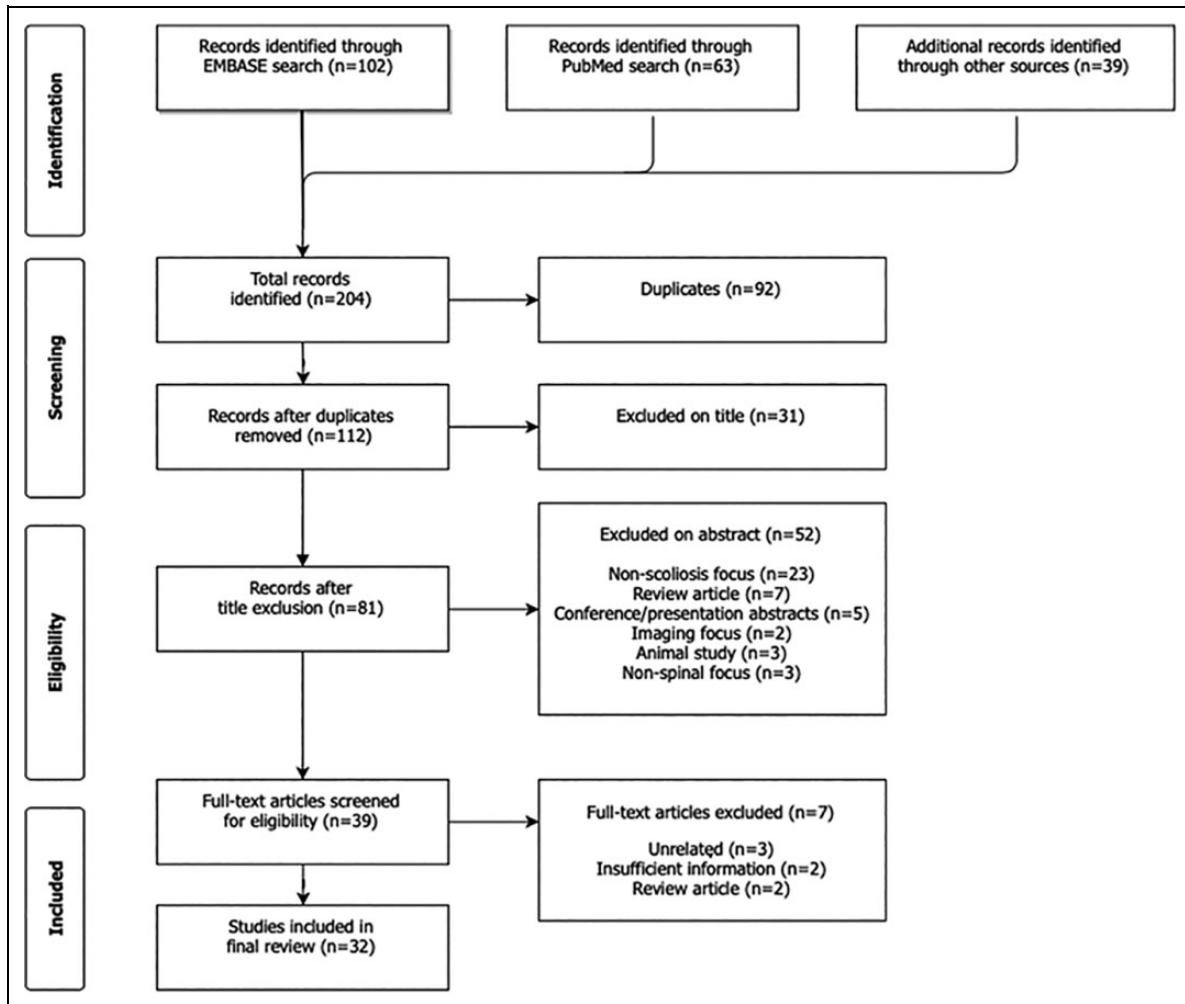 Identification
Records identified through
EMBASE search (n=102)
Records identified through
PubMed search (n=63)
Additional records identified
through other sources (n=39)
Screening
Total records
identified (n=204)
Duplicates (n=92)
Records after duplicates
removed (n=112)
Excluded on title (n=31)
Eligibility
Records after
title exclusion (n=81)
Excluded on abstract (n=52)
Non-scoliosis focus (n=23)
Review article (n=7)
Conference/presentation abstracts (n=5)
Imaging focus (n=2)
Animal study (n=3)
Non-spinal focus (n=3)
Included
Full-text articles screened
for eligibility (n=39)
Full-text articles excluded (n=7)
Unrelated (n=3)
Insufficient information (n=2)
Review article (n=2)
Studies included in
final review (n=32)